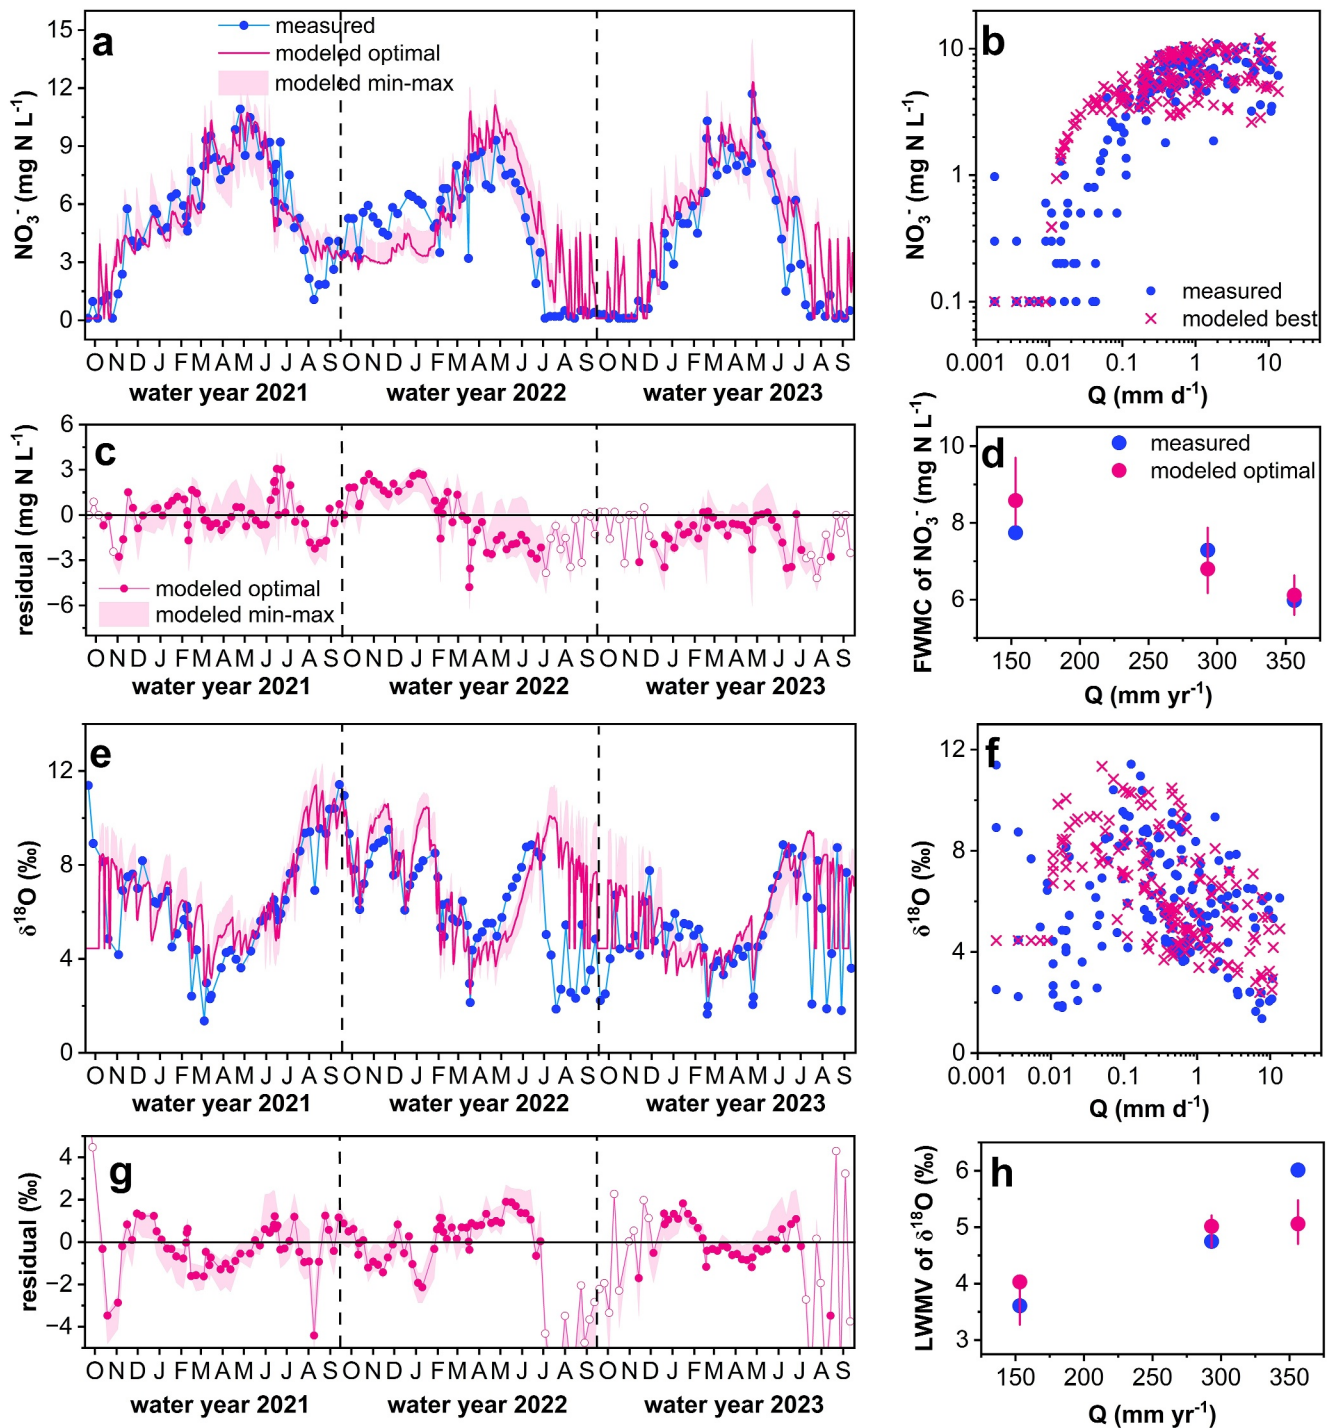 a
measured
modeled optimal
modeled min-max
NO₃⁻ (mg N L⁻¹)
15
12
9
6
3
0
O N D J F M A M J J A S O N D J F M A M J J A S O N D J F M A M J J A S
water year 2021 water year 2022 water year 2023
b
NO₃⁻ (mg N L⁻¹)
10
1
0.1
measured
modeled best
0.001 0.01 0.1 1 10
Q (mm d⁻¹)
c
residual (mg N L⁻¹)
6
3
0
−3
−6
modeled optimal
modeled min-max
O N D J F M A M J J A S O N D J F M A M J J A S O N D J F M A M J J A S
water year 2021 water year 2022 water year 2023
d
measured
modeled optimal
FWMC of NO₃⁻ (mg N L⁻¹)
10
8
6
150 200 250 300 350
Q (mm yr⁻¹)
e
δ¹⁸O (‰)
12
8
4
0
O N D J F M A M J J A S O N D J F M A M J J A S O N D J F M A M J J A S
water year 2021 water year 2022 water year 2023
f
δ¹⁸O (‰)
12
8
4
0
0.001 0.01 0.1 1 10
Q (mm d⁻¹)
g
residual (‰)
4
2
0
−2
−4
O N D J F M A M J J A S O N D J F M A M J J A S O N D J F M A M J J A S
water year 2021 water year 2022 water year 2023
h
LWMV of δ¹⁸O (‰)
6
5
4
3
150 200 250 300 350
Q (mm yr⁻¹)